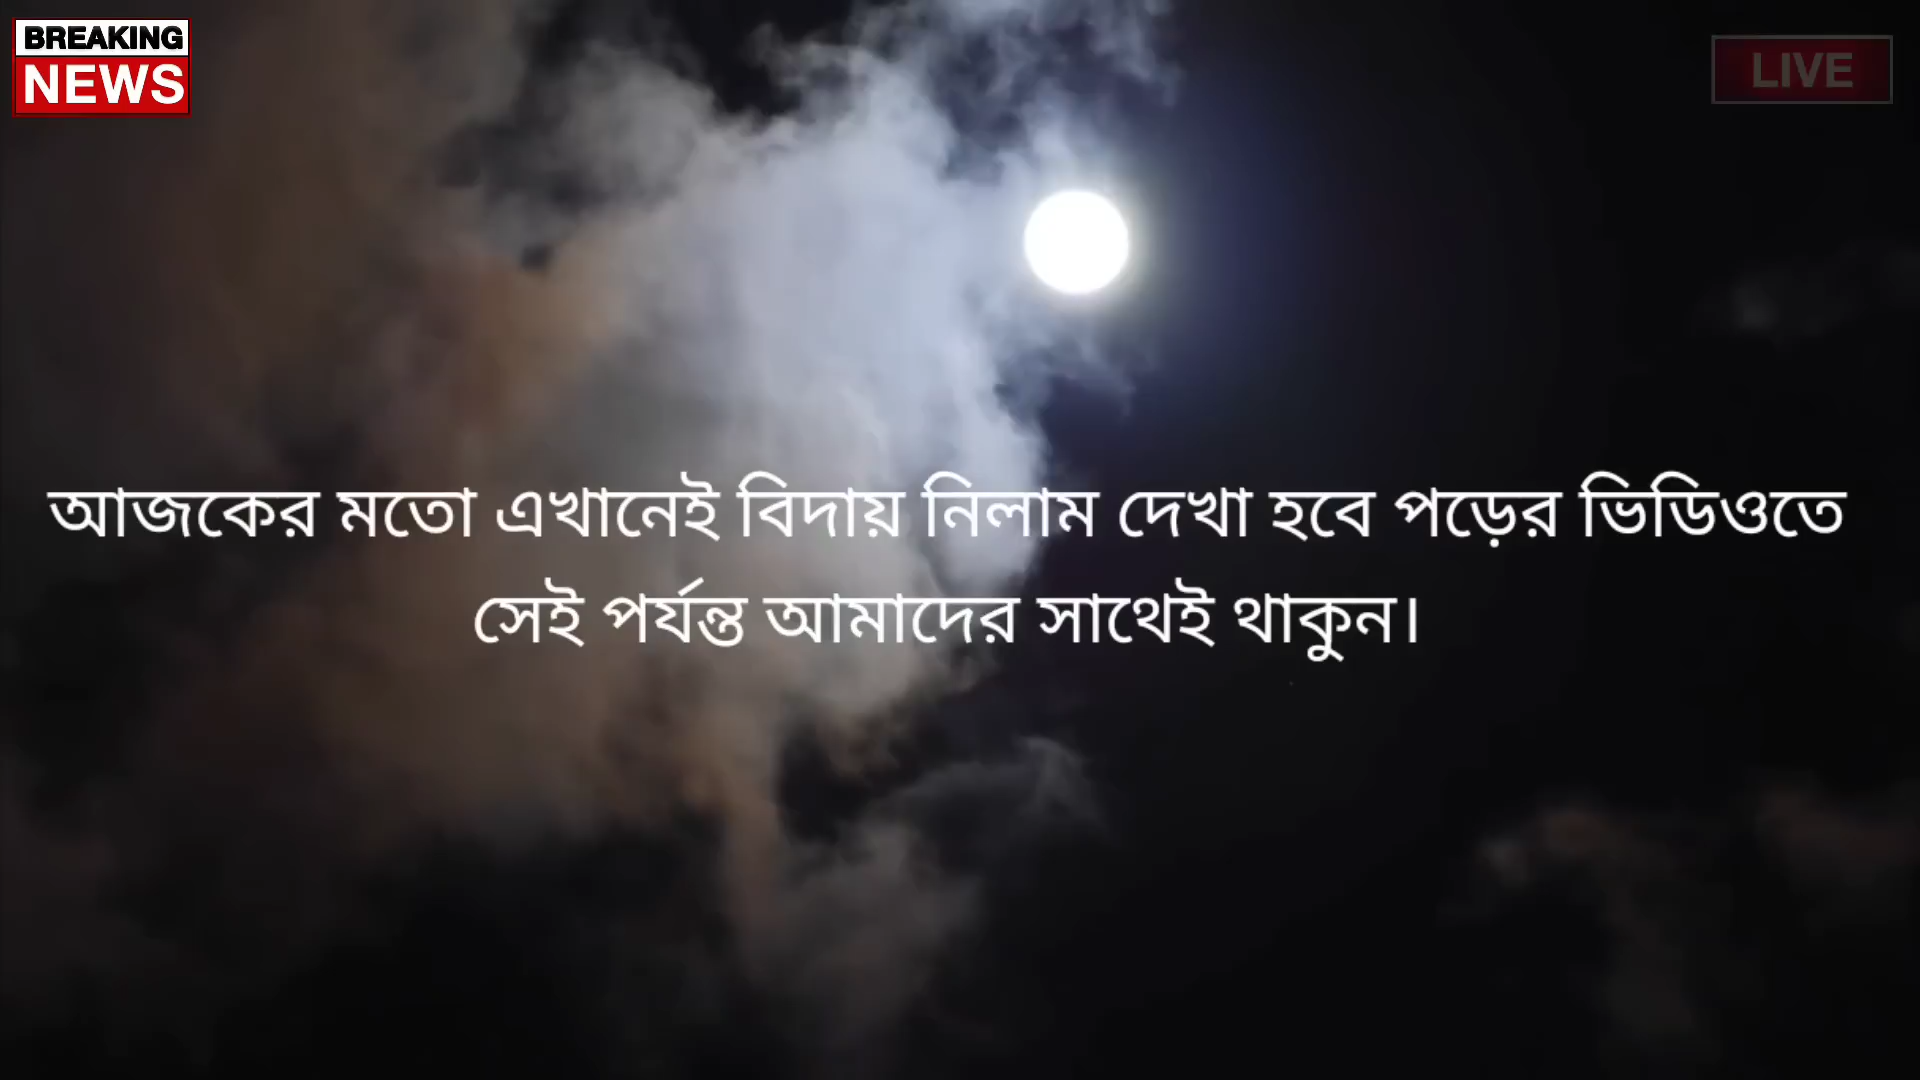 BREAKING
NEWS
LIVE
আজকের মতো এখানেই বিদায় নিলাম দেখা হবে পড়ের ভিডিওতে
সেই পর্যন্ত আমাদের সাথেই থাকুন।